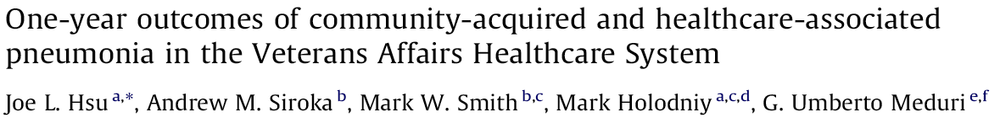 One-year outcomes of community-acquired and healthcare-associated
pneumonia in the Veterans Affairs Healthcare System
Joe L. Hsu a,*, Andrew M. Siroka b, Mark W. Smith b,c, Mark Holodniy a,c,d, G. Umberto Meduri e,f